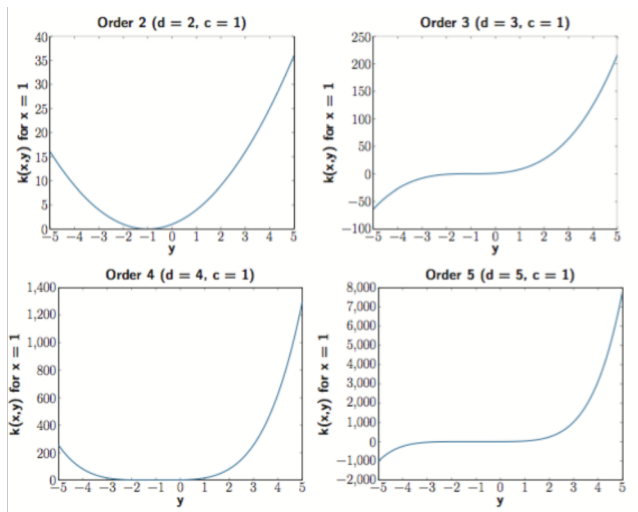 Order 2 (d = 2, c = 1)
40
35
30
25
20
15
10
5
0
k(x,y) for x = 1
−5 −4 −3 −2 −1 0 1 2 3 4 5
y
Order 3 (d = 3, c = 1)
250
200
150
100
50
0
−50
−100
k(x,y) for x = 1
−5 −4 −3 −2 −1 0 1 2 3 4 5
y
Order 4 (d = 4, c = 1)
1,400
1,200
1,000
800
600
400
200
0
k(x,y) for x = 1
−5 −4 −3 −2 −1 0 1 2 3 4 5
y
Order 5 (d = 5, c = 1)
8,000
7,000
6,000
5,000
4,000
3,000
2,000
1,000
0
−1,000
−2,000
k(x,y) for x = 1
−5 −4 −3 −2 −1 0 1 2 3 4 5
y